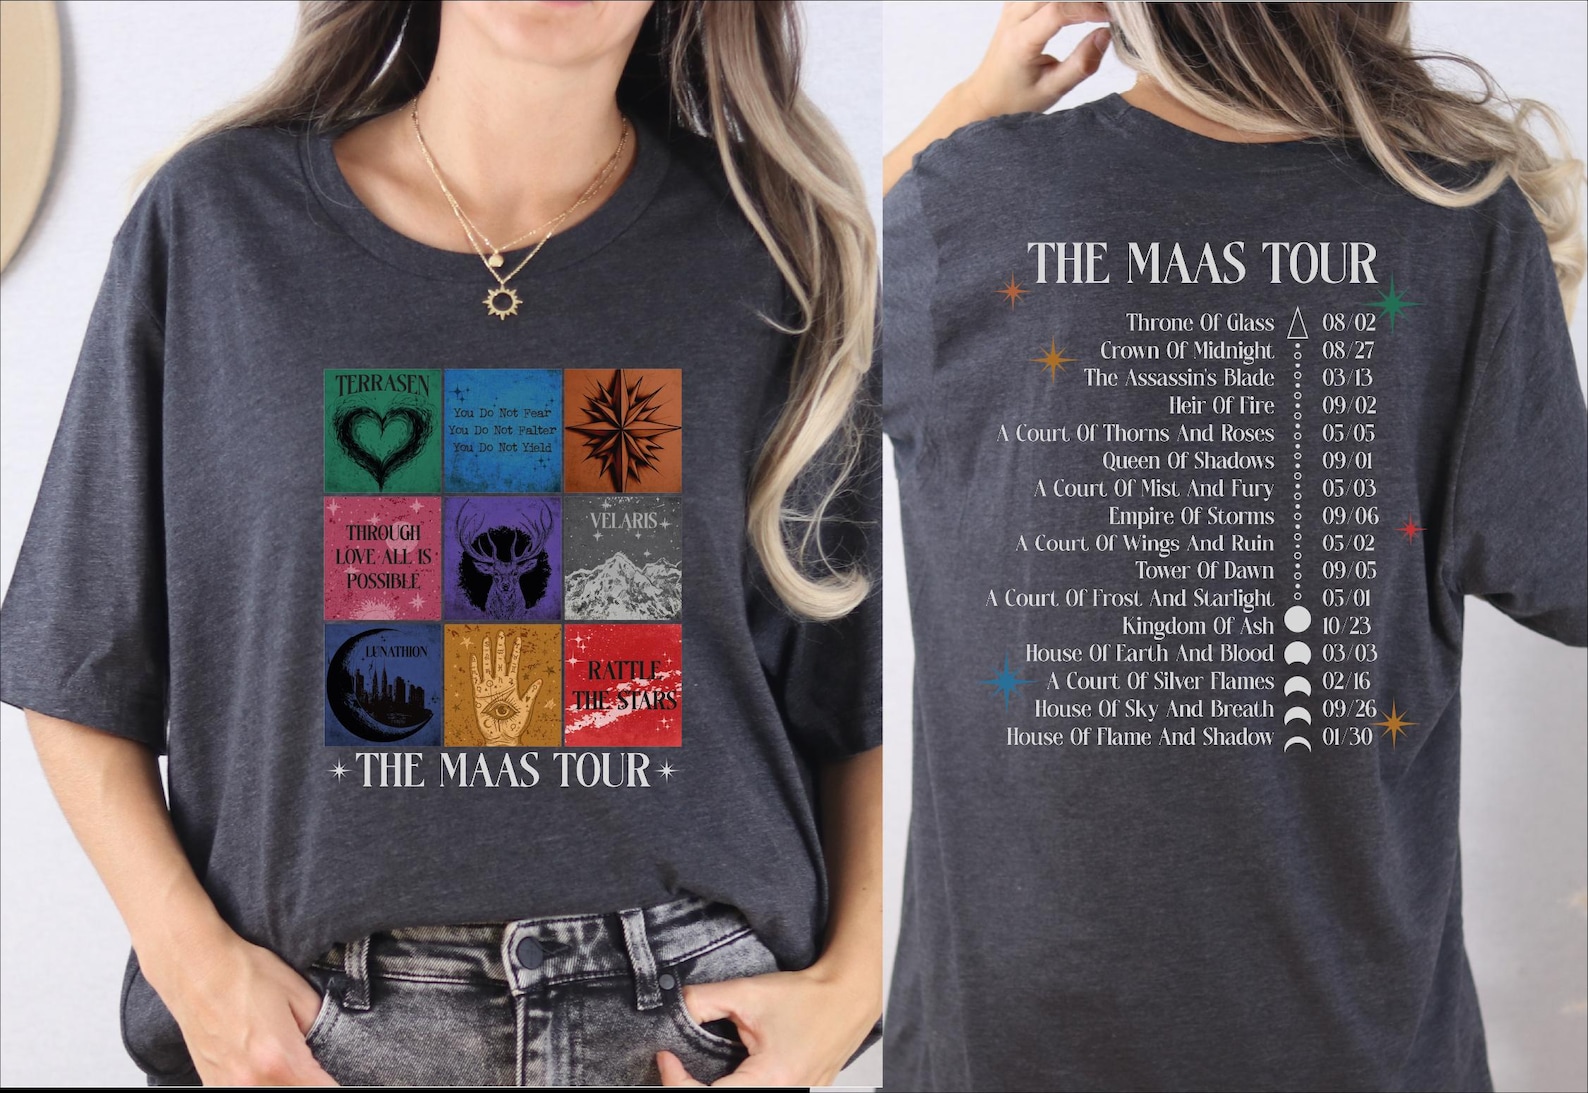 TERRASEN
You Do Not Fear
You Do Not Falter
You Do Not Yield
THROUGH
LOVE ALL IS
POSSIBLE
VELARIS
LUNATHION
RATTLE
THE STARS
THE MAAS TOUR
THE MAAS TOUR
Throne Of Glass 08/02
Crown Of Midnight 08/27
The Assassin's Blade 03/13
Heir Of Fire 09/02
A Court Of Thorns And Roses 05/05
Queen Of Shadows 09/01
A Court Of Mist And Fury 05/03
Empire Of Storms 09/06
A Court Of Wings And Ruin 05/02
Tower Of Dawn 09/05
A Court Of Frost And Starlight 05/01
Kingdom Of Ash 10/23
House Of Earth And Blood 03/03
A Court Of Silver Flames 02/16
House Of Sky And Breath 09/26
House Of Flame And Shadow 01/30